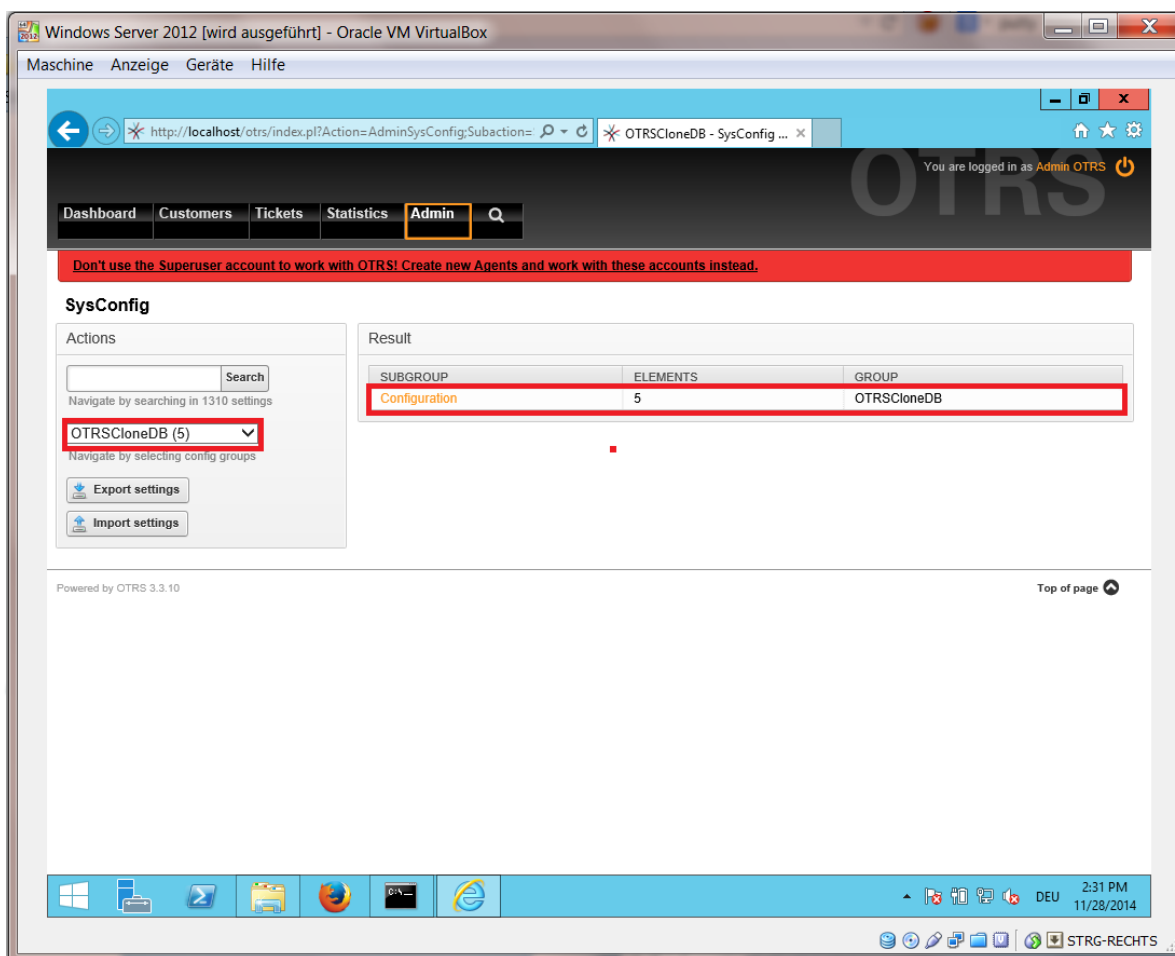 Windows Server 2012 [wird ausgeführt] - Oracle VM VirtualBox
Maschine Anzeige Geräte Hilfe
http://localhost/otrs/index.pl?Action=AdminSysConfig;Subaction=
OTRSCloneDB - SysConfig ...
OTRS
You are logged in as Admin OTRS
Dashboard Customers Tickets Statistics Admin
Don't use the Superuser account to work with OTRS! Create new Agents and work with these accounts instead.
SysConfig
Actions
Search
Navigate by searching in 1310 settings
OTRSCloneDB (5)
Navigate by selecting config groups
Export settings
Import settings
Result
SUBGROUP ELEMENTS GROUP
Configuration 5 OTRSCloneDB
Powered by OTRS 3.3.10
Top of page
DEU
2:31 PM
11/28/2014
STRG-RECHTS